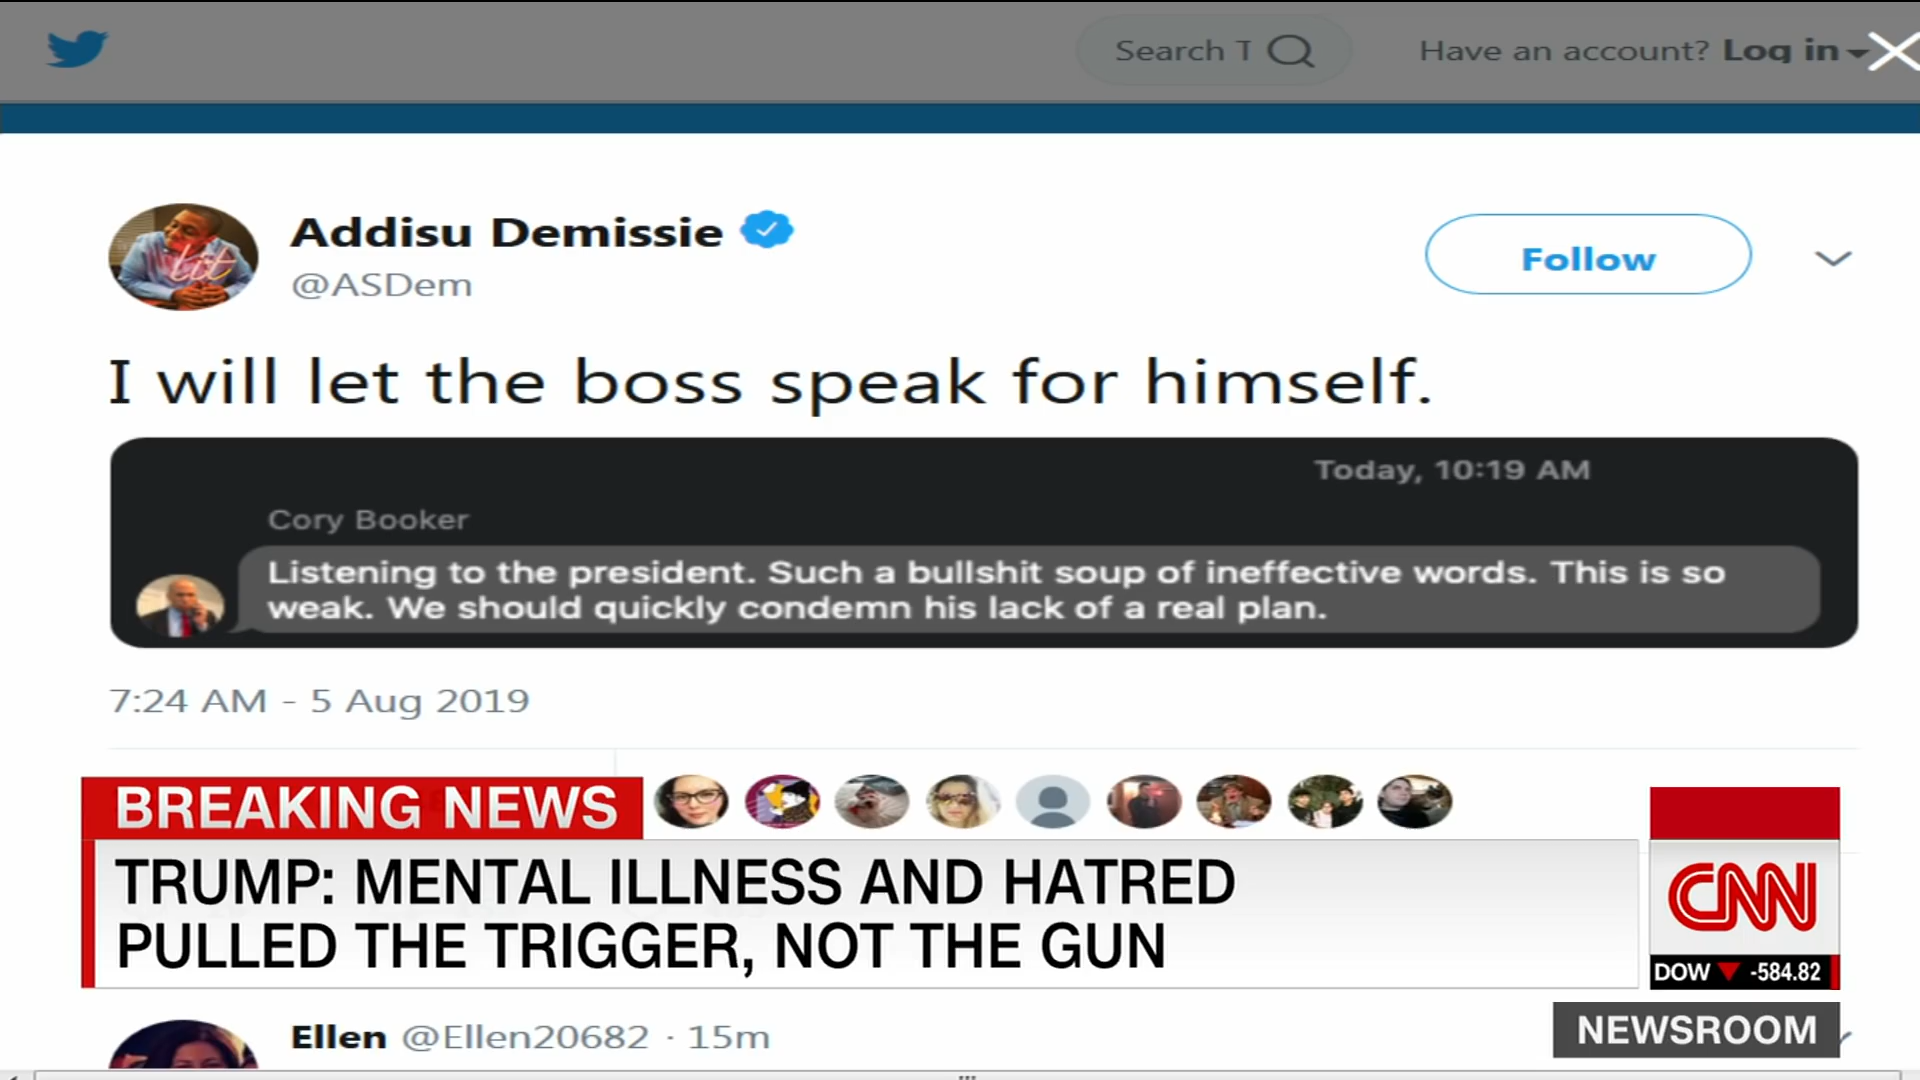 Search T
Have an account? Log in
Addisu Demissie
@ASDem
Follow
lit
I will let the boss speak for himself.
Today, 10:19 AM
Cory Booker
Listening to the president. Such a bullshit soup of ineffective words. This is so
weak. We should quickly condemn his lack of a real plan.
7:24 AM - 5 Aug 2019
BREAKING NEWS
TRUMP: MENTAL ILLNESS AND HATRED
PULLED THE TRIGGER, NOT THE GUN
CNN
DOW -584.82
Ellen @Ellen20682 · 15m
NEWSROOM